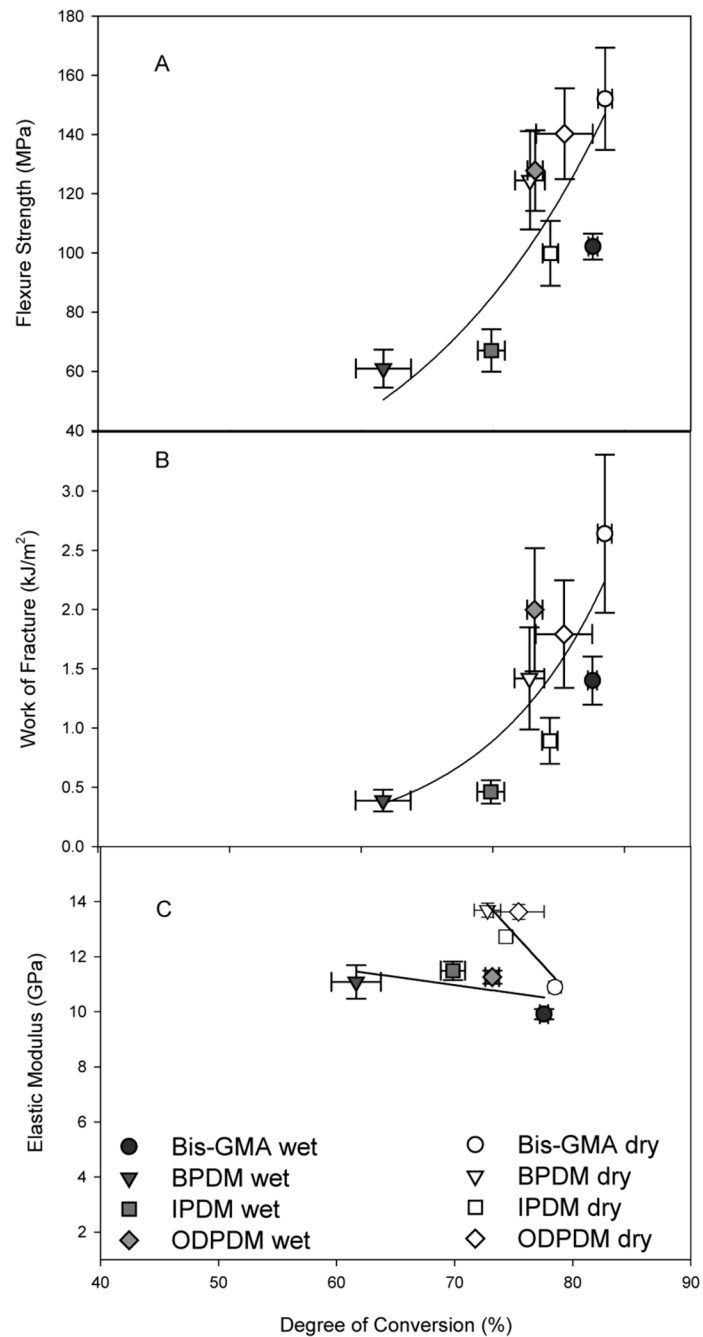 180
A
160
140
120
100
80
60
40
Flexure Strength (MPa)
B
3.0
2.5
2.0
1.5
1.0
0.5
0.0
Work of Fracture (kJ/m²)
14
C
12
10
8
6
4
2
Elastic Modulus (GPa)
Bis-GMA wet
BPDM wet
IPDM wet
ODPDM wet
Bis-GMA dry
BPDM dry
IPDM dry
ODPDM dry
40 50 60 70 80 90
Degree of Conversion (%)